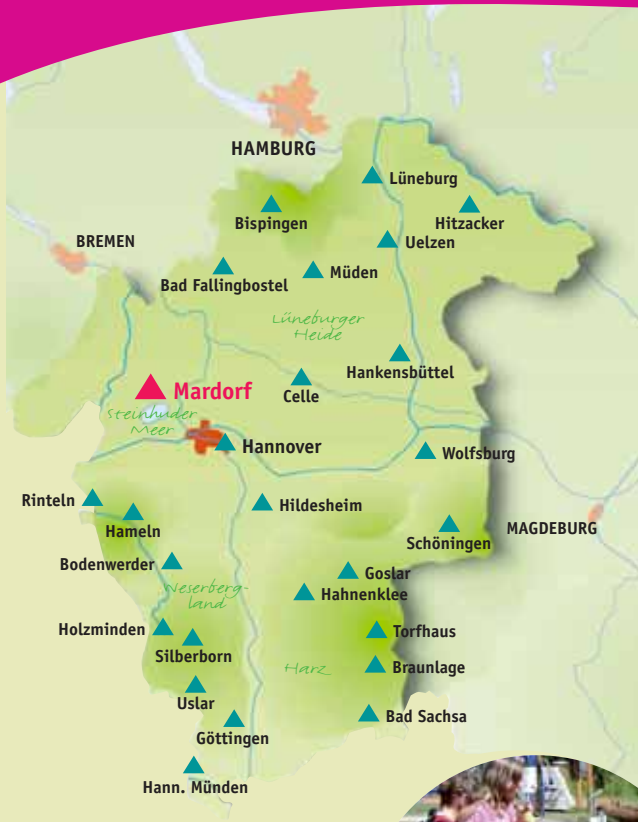 HAMBURG
Lüneburg
Bispingen
Hitzacker
BREMEN
Uelzen
Bad Fallingbostel
Müden
Lüneburger
Heide
Hankensbüttel
Mardorf
Celle
Steinhuder
Meer
Hannover
Wolfsburg
Rinteln
Hildesheim
Hameln
MAGDEBURG
Schöningen
Bodenwerder
Goslar
Neserberg-
land
Hahnenklee
Holzminden
Torfhaus
Silberborn
Harz
Braunlage
Uslar
Bad Sachsa
Göttingen
Hann. Münden